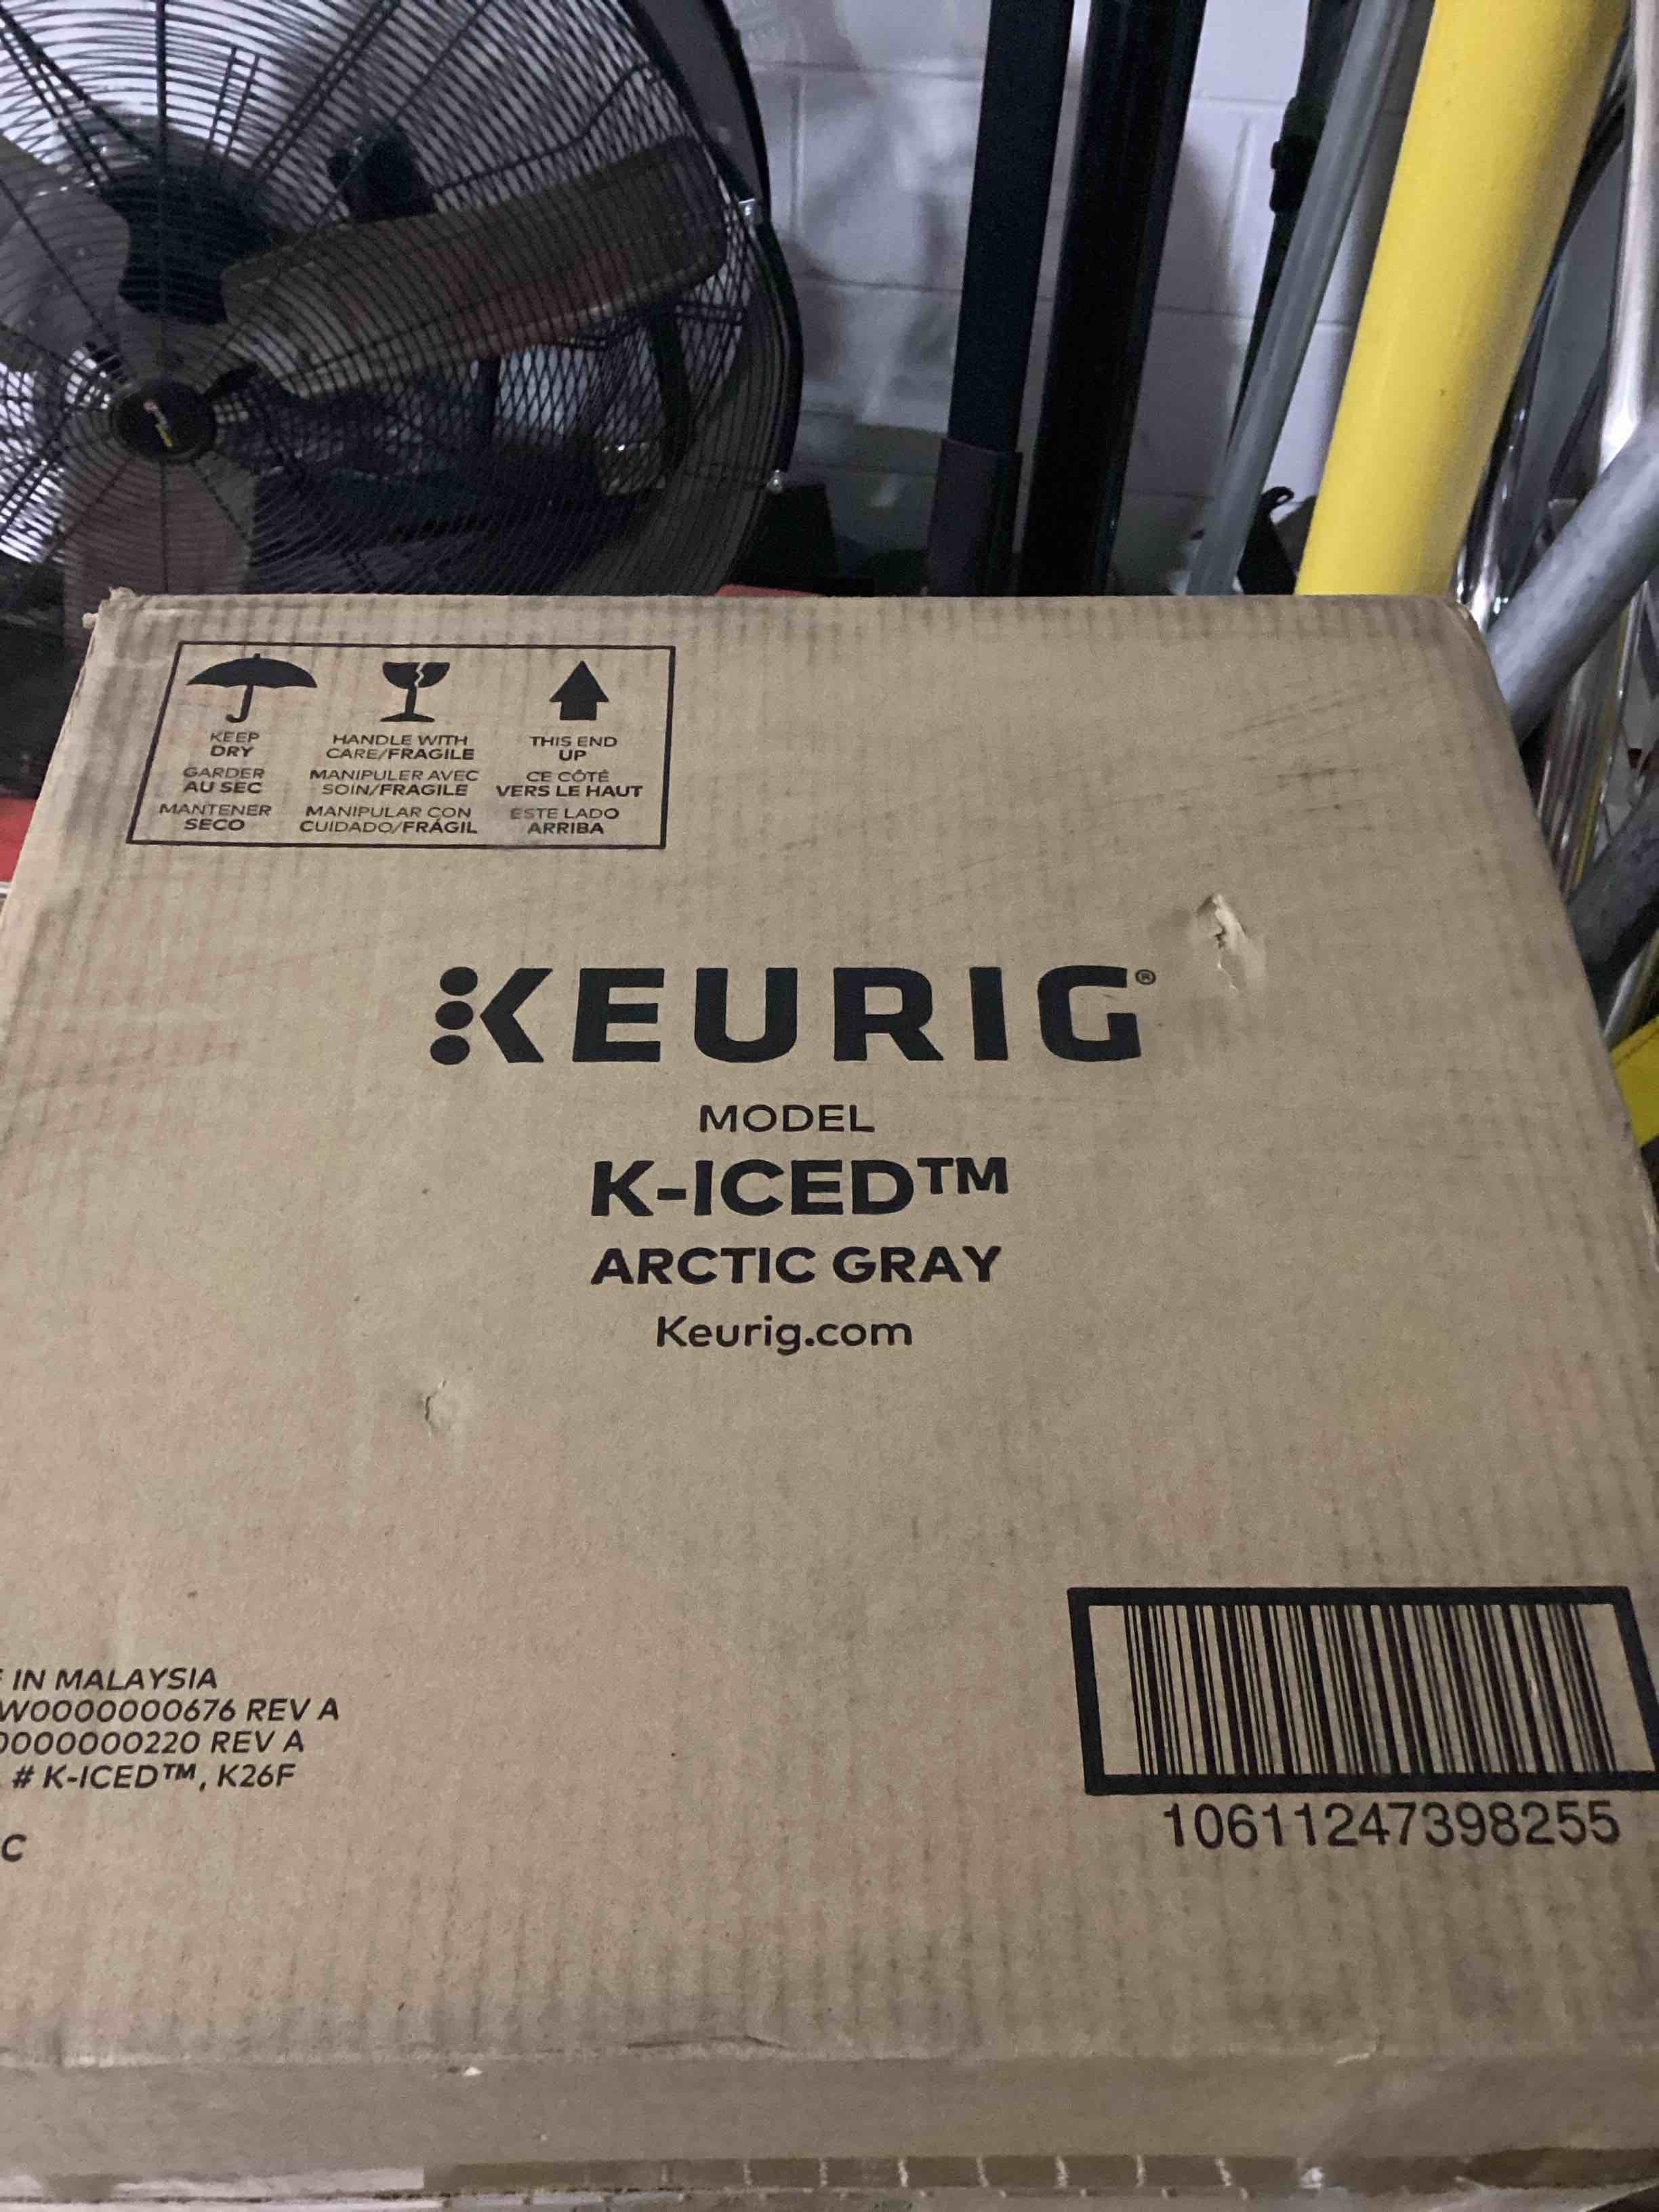 KEEP
DRY
GARDER
AU SEC
MANTENER
SECO
HANDLE WITH
CARE/FRAGILE
MANIPULER AVEC
SOIN/FRAGILE
MANIPULAR CON
CUIDADO/FRÁGIL
THIS END
UP
CE CÔTÉ
VERS LE HAUT
ESTE LADO
ARRIBA
KEURIG®
MODEL
K-ICED™
ARCTIC GRAY
Keurig.com
IN MALAYSIA
W0000000676 REV A
0000000220 REV A
# K-ICED™, K26F
C
10611247398255